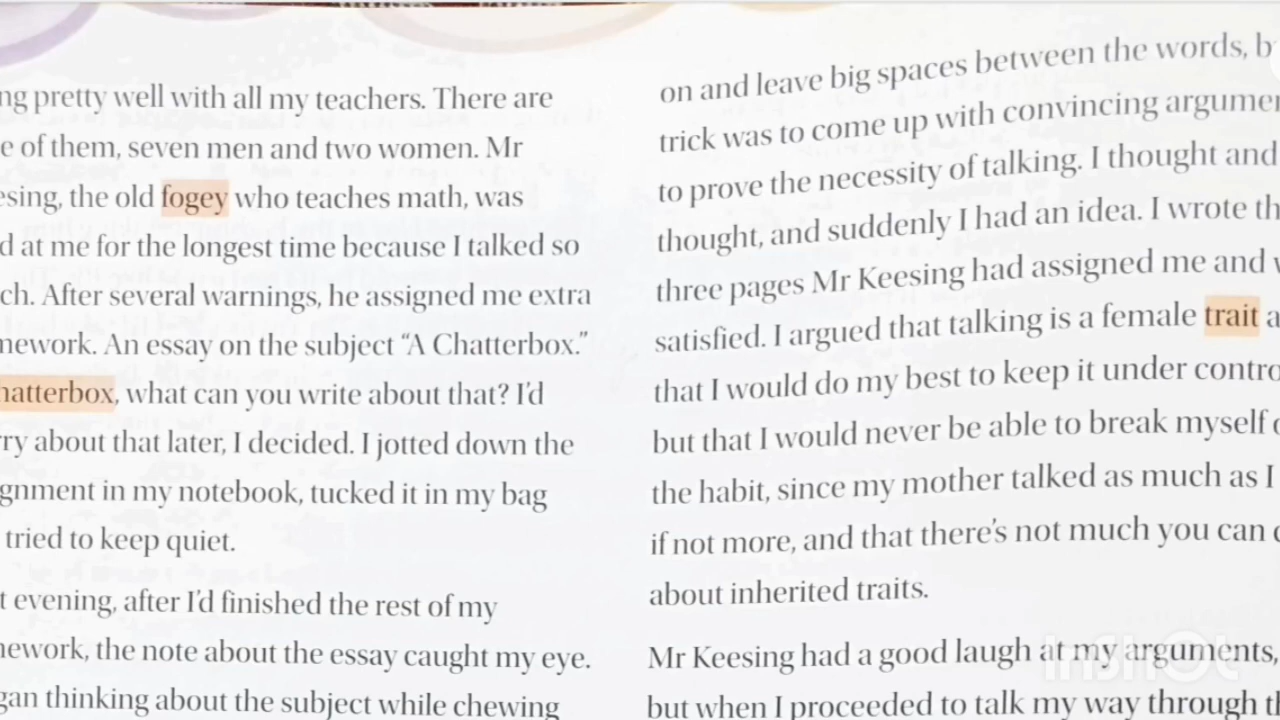 ng pretty well with all my teachers. There are
e of them, seven men and two women. Mr
esing, the old fogey who teaches math, was
d at me for the longest time because I talked so
ch. After several warnings, he assigned me extra
nework. An essay on the subject “A Chatterbox.”
hatterbox, what can you write about that? I’d
rry about that later, I decided. I jotted down the
gnment in my notebook, tucked it in my bag
tried to keep quiet.
t evening, after I’d finished the rest of my
nework, the note about the essay caught my eye.
gan thinking about the subject while chewing
on and leave big spaces between the words, b
trick was to come up with convincing argumen
to prove the necessity of talking. I thought and
thought, and suddenly I had an idea. I wrote th
three pages Mr Keesing had assigned me and w
satisfied. I argued that talking is a female trait a
that I would do my best to keep it under contro
but that I would never be able to break myself o
the habit, since my mother talked as much as I
if not more, and that there’s not much you can d
about inherited traits.
Mr Keesing had a good laugh at my arguments,
but when I proceeded to talk my way through th
InShOt